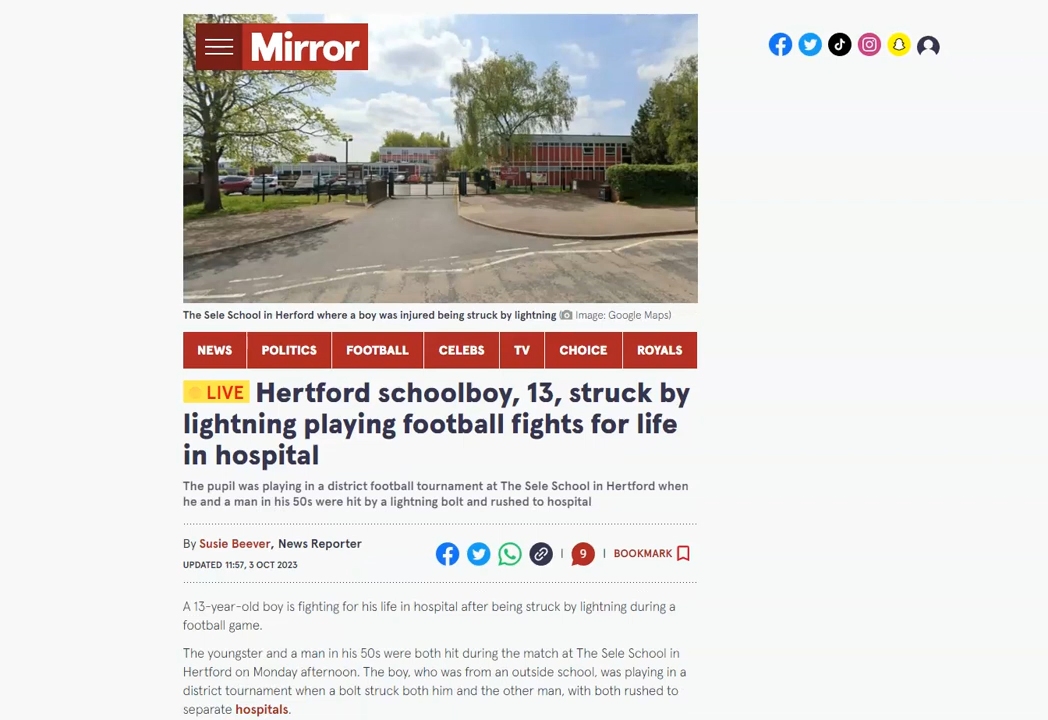 Mirror
The Sele School in Herford where a boy was injured being struck by lightning (Image: Google Maps)
NEWS POLITICS FOOTBALL CELEBS TV CHOICE ROYALS
LIVE Hertford schoolboy, 13, struck by
lightning playing football fights for life
in hospital
The pupil was playing in a district football tournament at The Sele School in Hertford when
he and a man in his 50s were hit by a lightning bolt and rushed to hospital
By Susie Beever, News Reporter
UPDATED 11:57, 3 OCT 2023
| 9 | BOOKMARK
A 13-year-old boy is fighting for his life in hospital after being struck by lightning during a
football game.
The youngster and a man in his 50s were both hit during the match at The Sele School in
Hertford on Monday afternoon. The boy, who was from an outside school, was playing in a
district tournament when a bolt struck both him and the other man, with both rushed to
separate hospitals.